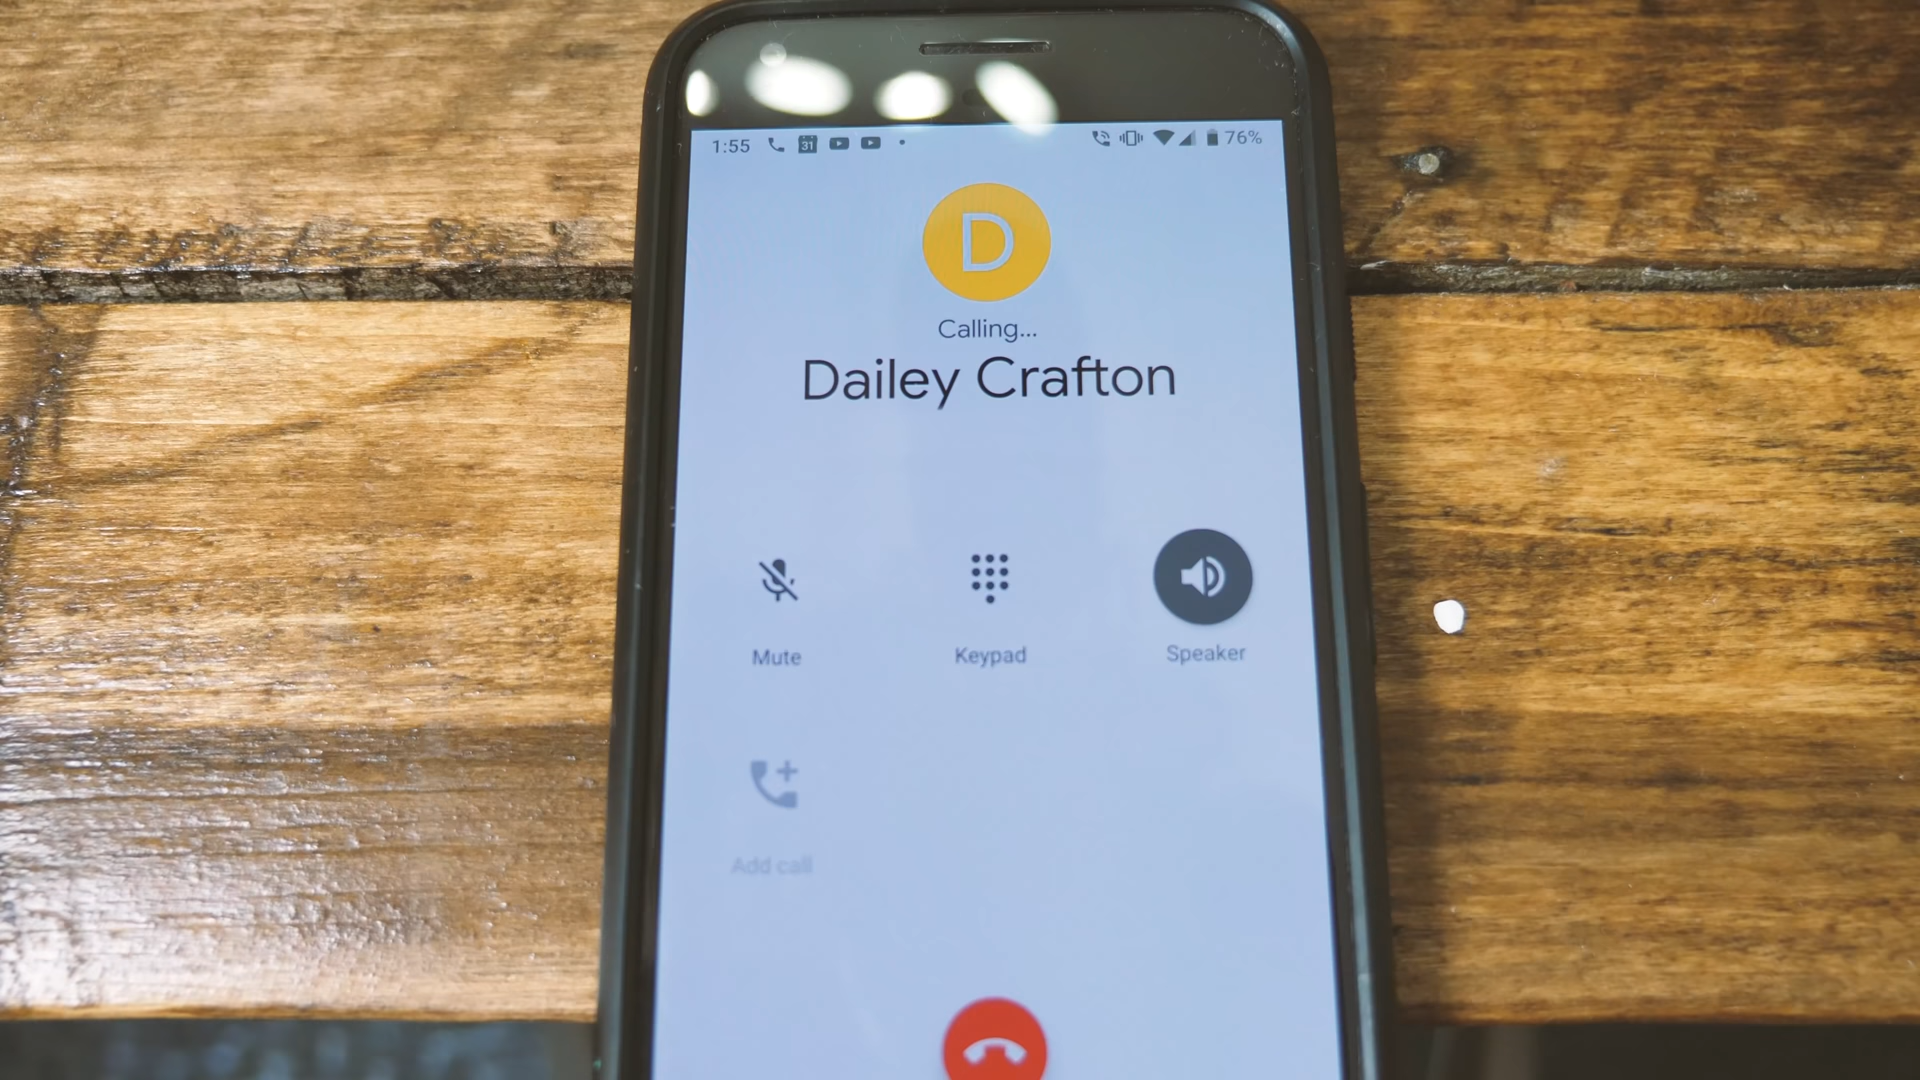 1:55 31 76%
D
Calling...
Dailey Crafton
Mute Keypad Speaker
Add call